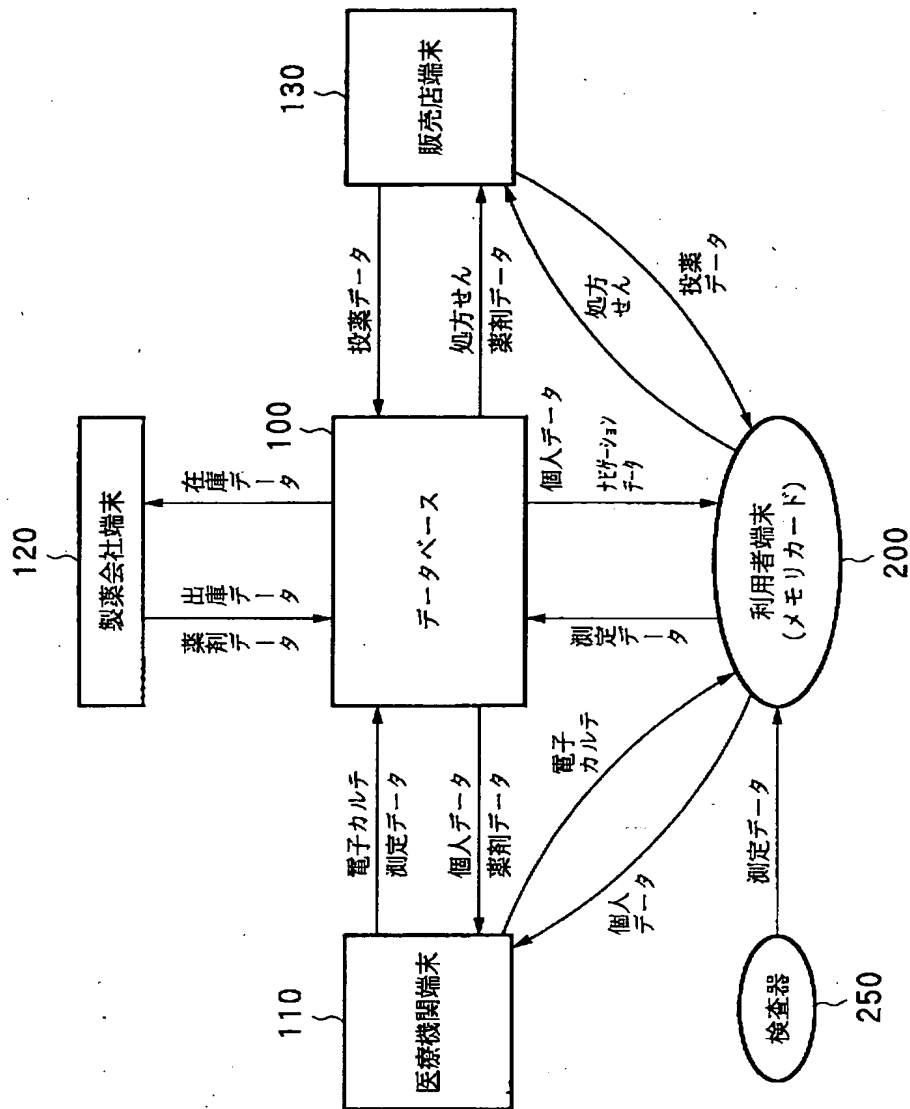 120
製薬会社端末
薬剤データ
出庫データ
在庫データ
110
医療機関端末
電子カルテ
測定データ
個人データ
薬剤データ
100
データベース
投薬データ
処方せん
薬剤データ
130
販売店端末
電子
カルテ
個人
データ
測定データ
個人データ
ナビゲーション
データ
処方
せん
投薬
データ
検査器
250
測定データ
利用者端末
(メモリカード)
200